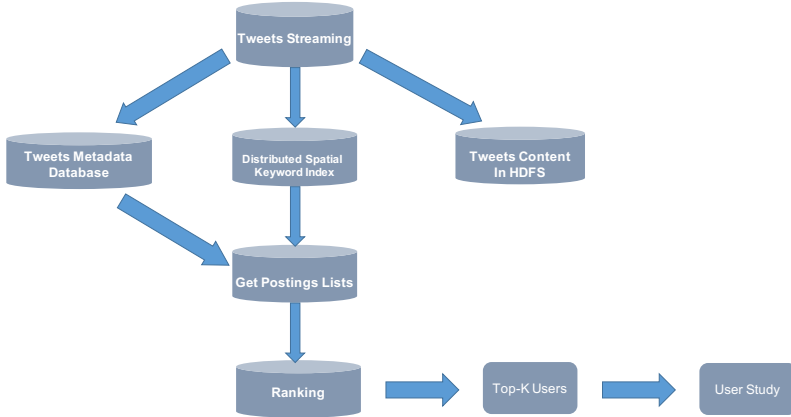 Tweets Streaming
Tweets Metadata
Database
Distributed Spatial
Keyword Index
Tweets Content
In HDFS
Get Postings Lists
Ranking
Top-K Users
User Study